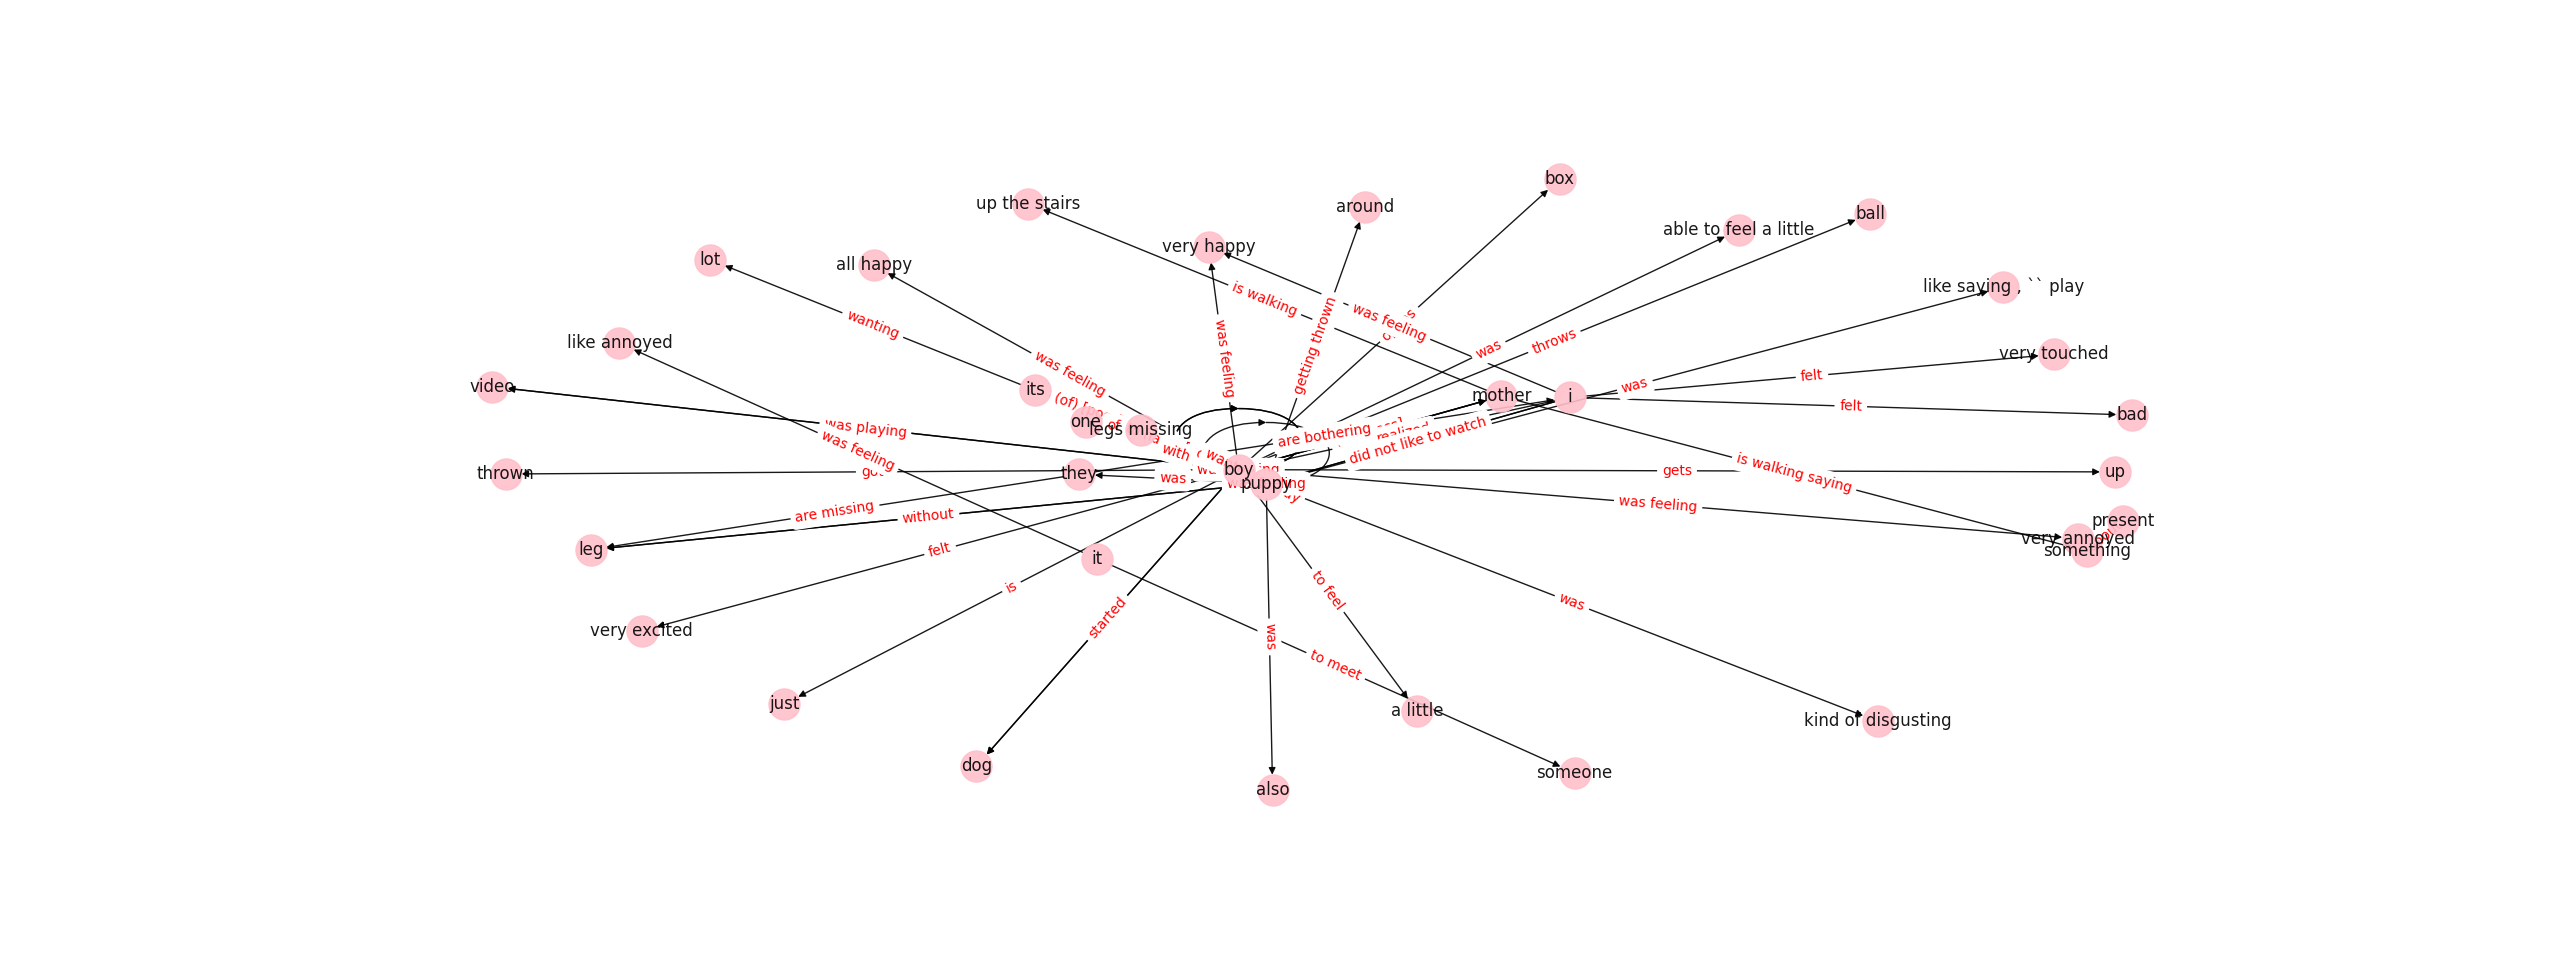 box
up the stairs
around
ball
able to feel a little
very happy
lot
all happy
like saying , `` play
is walking
was feeling
wanting
getting thrown
like annoyed
throws
was
very touched
was feeling
was feeling
felt
video
its
was
mother
i
felt
bad
one
legs missing
was playing
are bothering
did not like to watch
was feeling
thrown
they
was
boy
puppy
gets
up
is walking saying
are missing
without
was feeling
present
very annoyed
something
leg
felt
it
is
to feel
was
started
was
very excited
to meet
just
a little
kind of disgusting
dog
someone
also